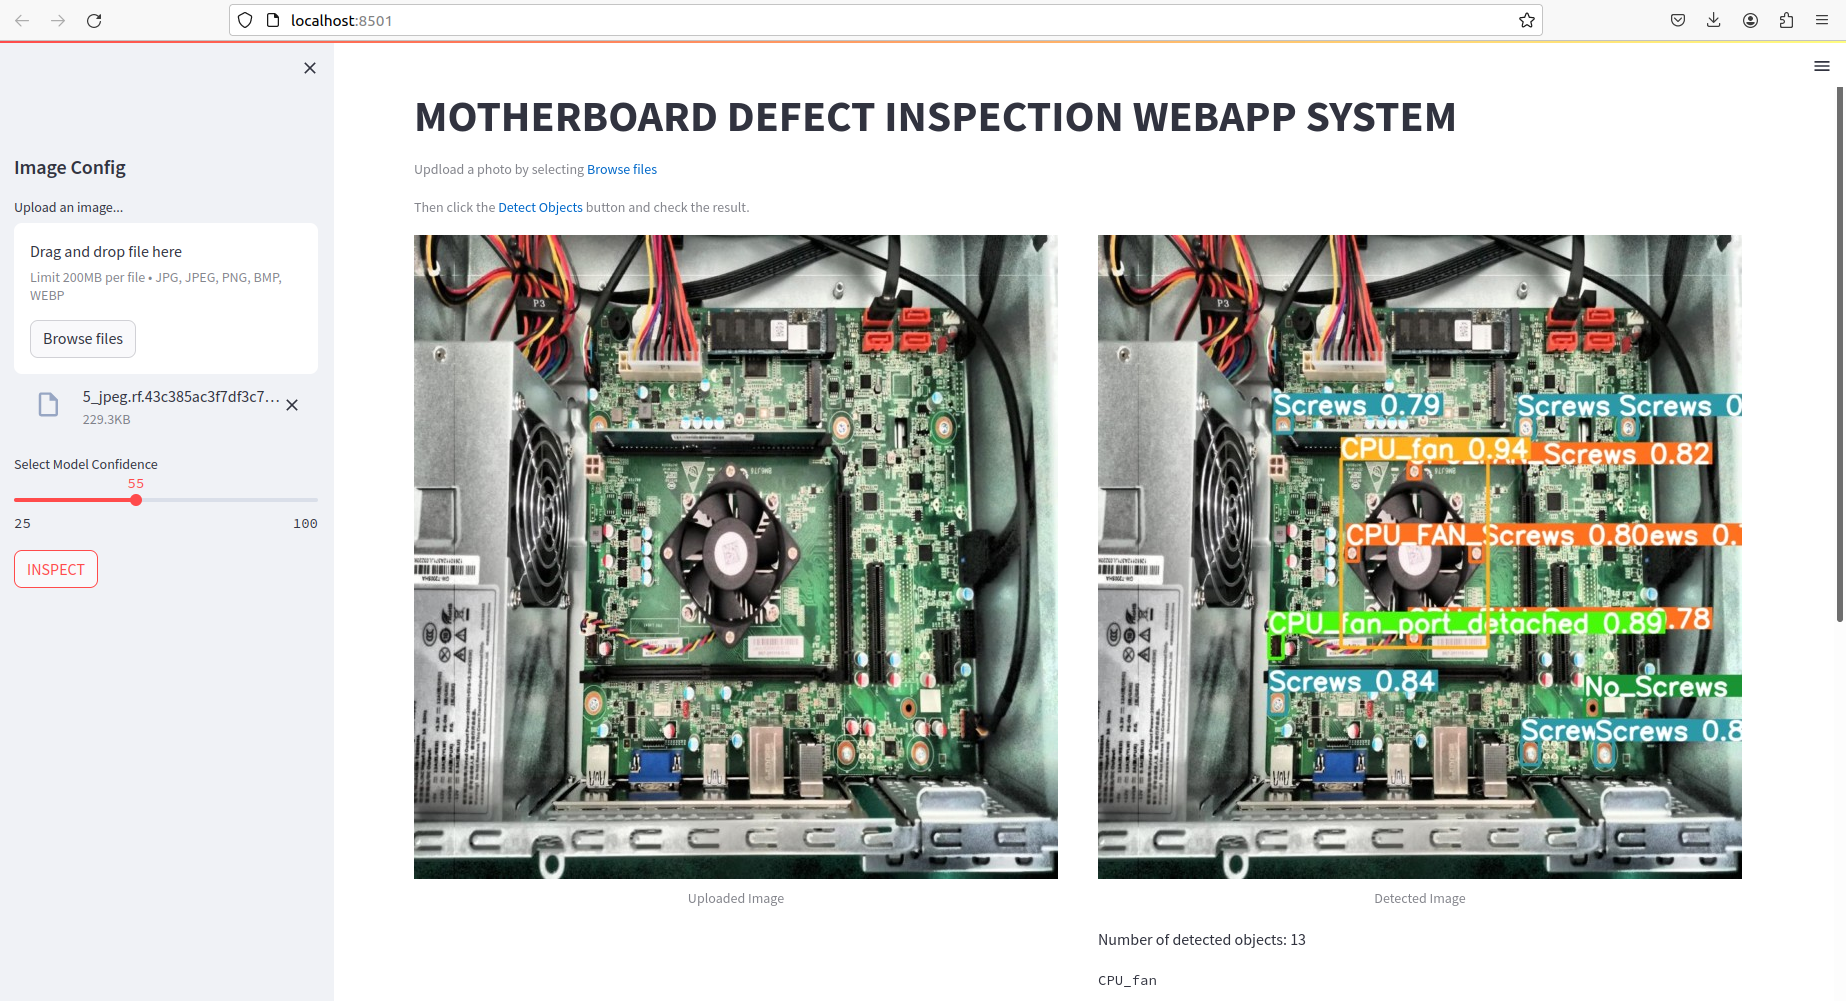 localhost:8501
Image Config
Upload an image...
Drag and drop file here
Limit 200MB per file • JPG, JPEG, PNG, BMP,
WEBP
Browse files
5_jpeg.rf.43c385ac3f7df3c7...
229.3KB
Select Model Confidence
55
25 100
INSPECT
MOTHERBOARD DEFECT INSPECTION WEBAPP SYSTEM
Updload a photo by selecting Browse files
Then click the Detect Objects button and check the result.
P3
P3
Screws 0.79
Screws Screws 0
CPU_fan 0.94
Screws 0.82
CPU_FAN_Screws 0.80ews 0.
CPU_fan_port_detached 0.89
.78
Screws 0.84
No_Screws
ScrewScrews 0.8
Uploaded Image
Detected Image
Number of detected objects: 13
CPU_fan